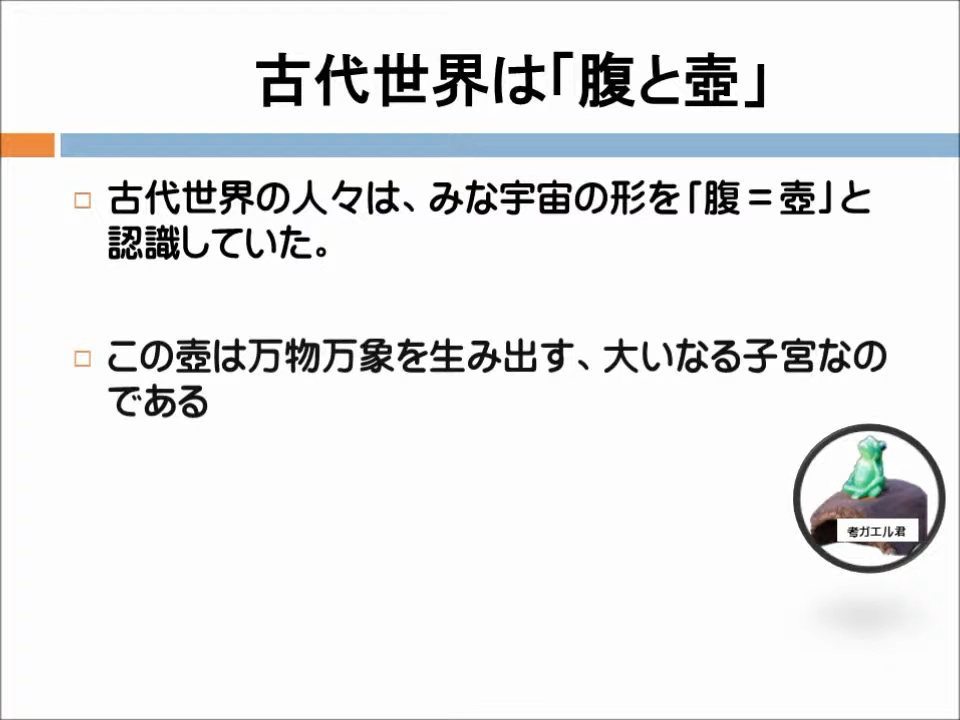 古代世界は「腹と壺」
古代世界の人々は、みな宇宙の形を「腹＝壺」と
認識していた。
この壺は万物万象を生み出す、大いなる子宮なの
である
考ガエル君